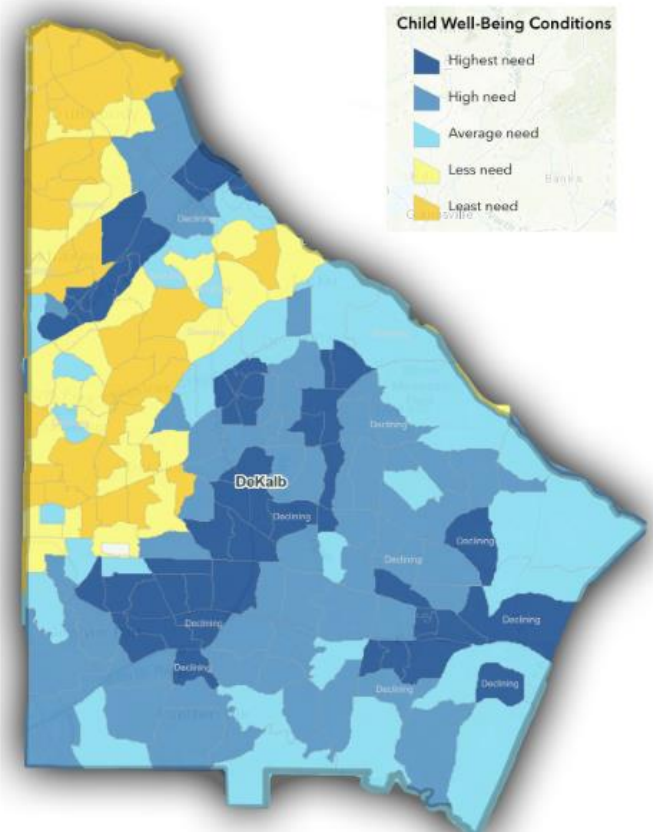 Child Well-Being Conditions
Highest need
High need
Average need
Less need
Least need
Banks
Declining
Declining
DeKalb
Declining
Declining
Declining
Declining
Declining
Declining
Declining
Declining